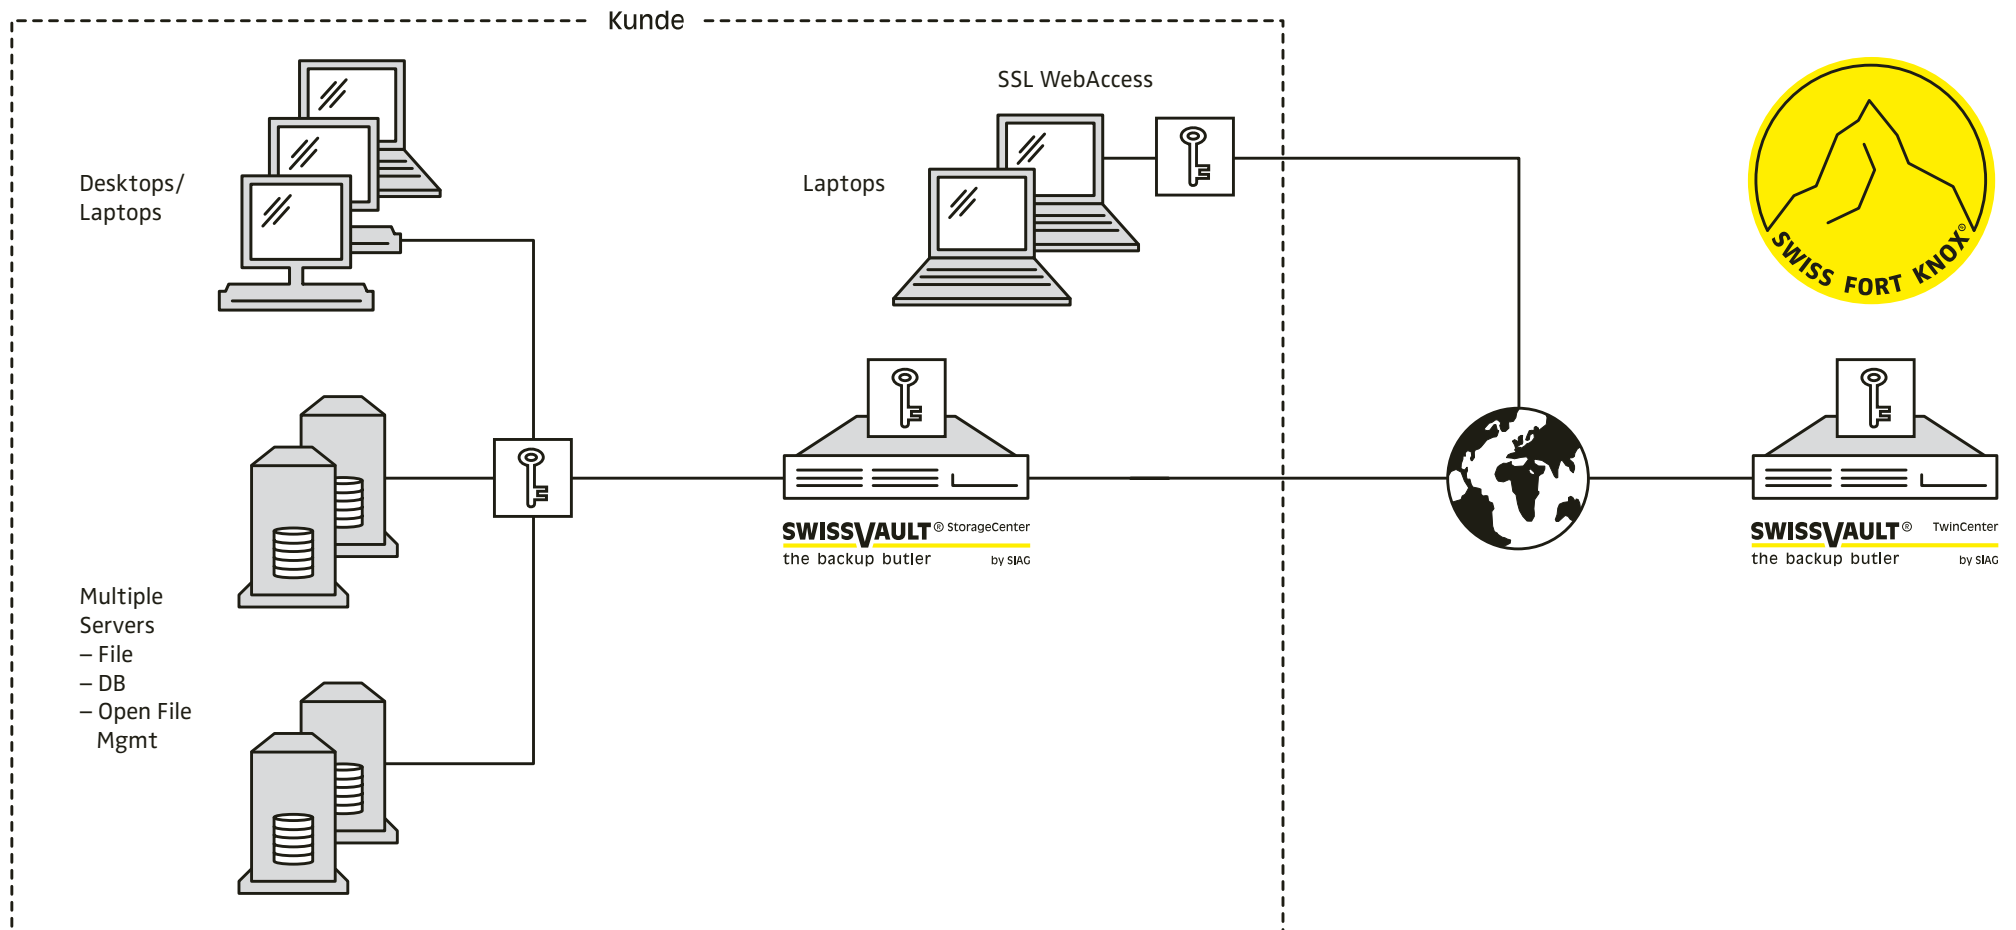 Kunde
Desktops/
Laptops
SSL WebAccess
Laptops
SWISS FORT KNOX®
SWISSVAULT® StorageCenter
the backup butler by SIAG
SWISSVAULT® TwinCenter
the backup butler by SIAG
Multiple
Servers
– File
– DB
– Open File
Mgmt